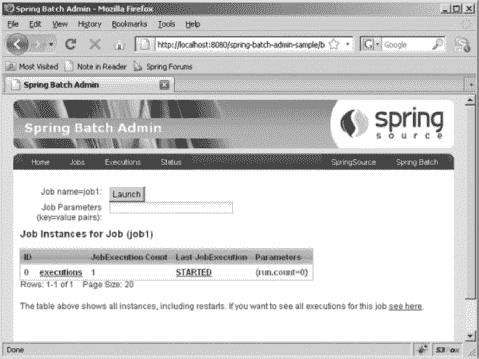 Spring Batch Admin - Mozilla Firefox
File Edit View History Bookmarks Tools Help
http://localhost:8080/spring-batch-admin-sample/b
Google
Most Visited Note in Reader Spring Forums
Spring Batch Admin
Spring Batch Admin
spring
source
Home Jobs Executions Status SpringSource Spring Batch
Job name=job1: Launch
Job Parameters
(key=value pairs):
Job Instances for Job (job1)
ID JobExecution Count Last JobExecution Parameters
0 executions 1 STARTED (run.count=0)
Rows: 1-1 of 1 Page Size: 20
The table above shows all instances, including restarts. If you want to see all executions for this job see here.
Done